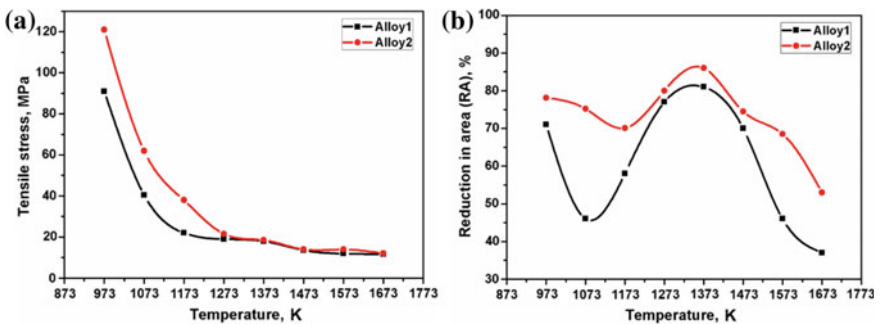 (a)
Alloy1
Alloy2
Tensile stress, MPa
120
100
80
60
40
20
0
873 973 1073 1173 1273 1373 1473 1573 1673 1773
Temperature, K
(b)
Alloy1
Alloy2
Reduction in area (RA), %
100
90
80
70
60
50
40
30
873 973 1073 1173 1273 1373 1473 1573 1673 1773
Temperature, K